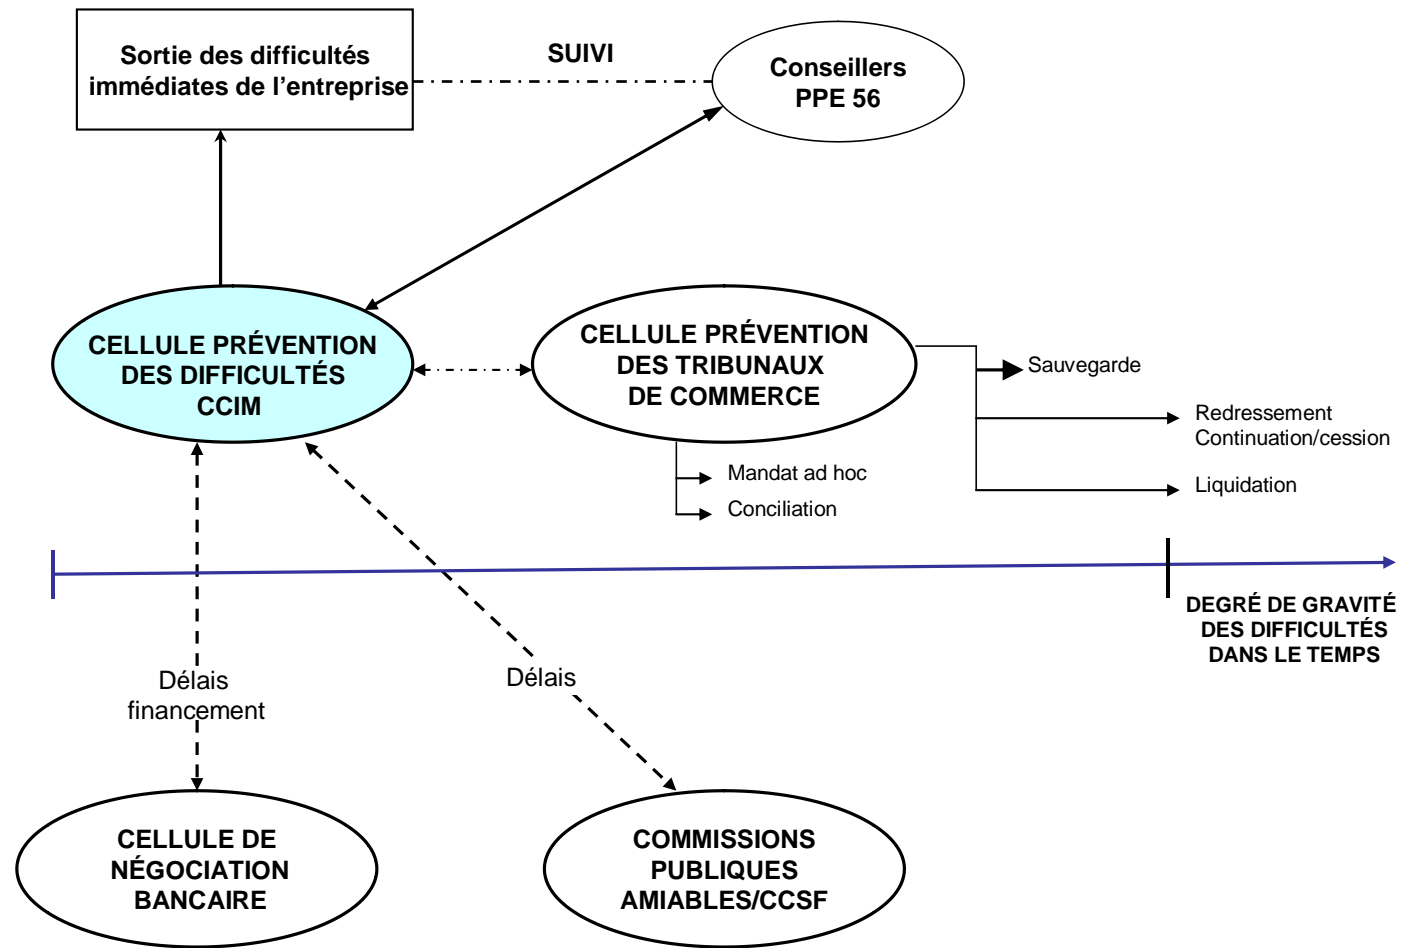 Sortie des difficultés
immédiates de l’entreprise
SUIVI
Conseillers
PPE 56
CELLULE PRÉVENTION
DES DIFFICULTÉS
CCIM
CELLULE PRÉVENTION
DES TRIBUNAUX
DE COMMERCE
Sauvegarde
Redressement
Continuation/cession
Liquidation
Mandat ad hoc
Conciliation
DEGRÉ DE GRAVITÉ
DES DIFFICULTÉS
DANS LE TEMPS
Délais
financement
Délais
CELLULE DE
NÉGOCIATION
BANCAIRE
COMMISSIONS
PUBLIQUES
AMIABLES/CCSF